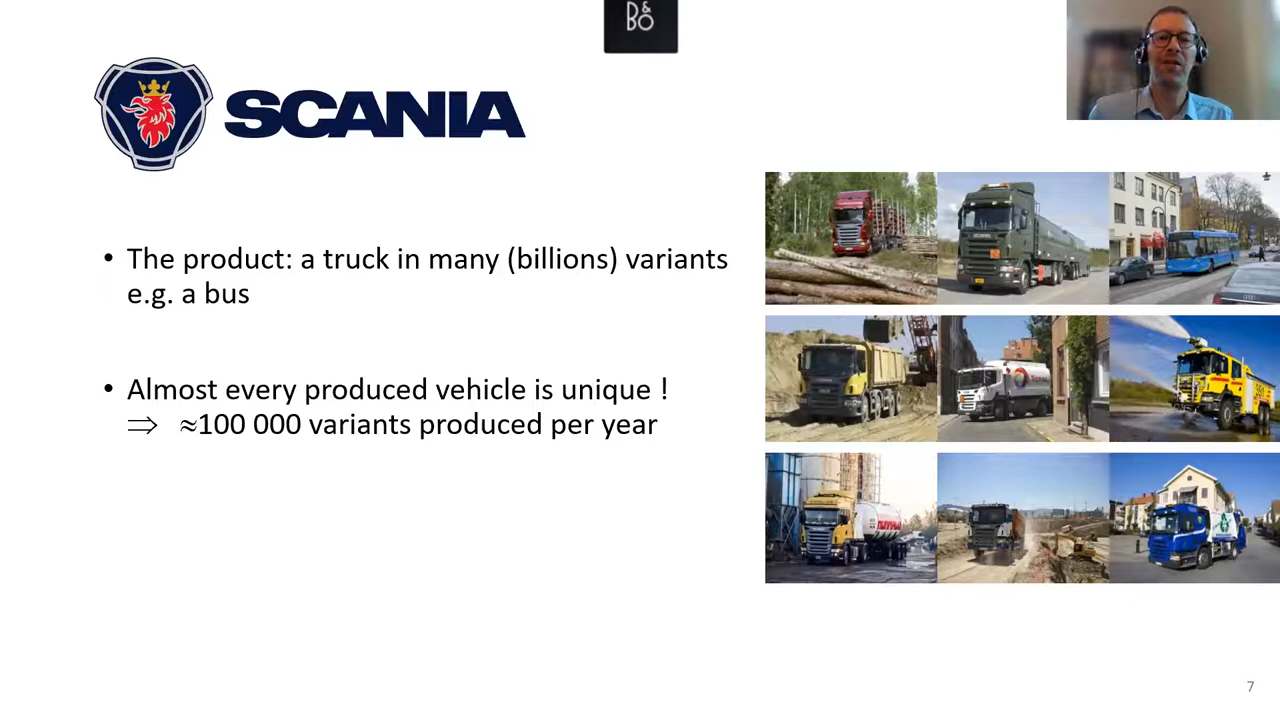 B&O
SCANIA
• The product: a truck in many (billions) variants
e.g. a bus
• Almost every produced vehicle is unique !
⇒ ≈100 000 variants produced per year
7